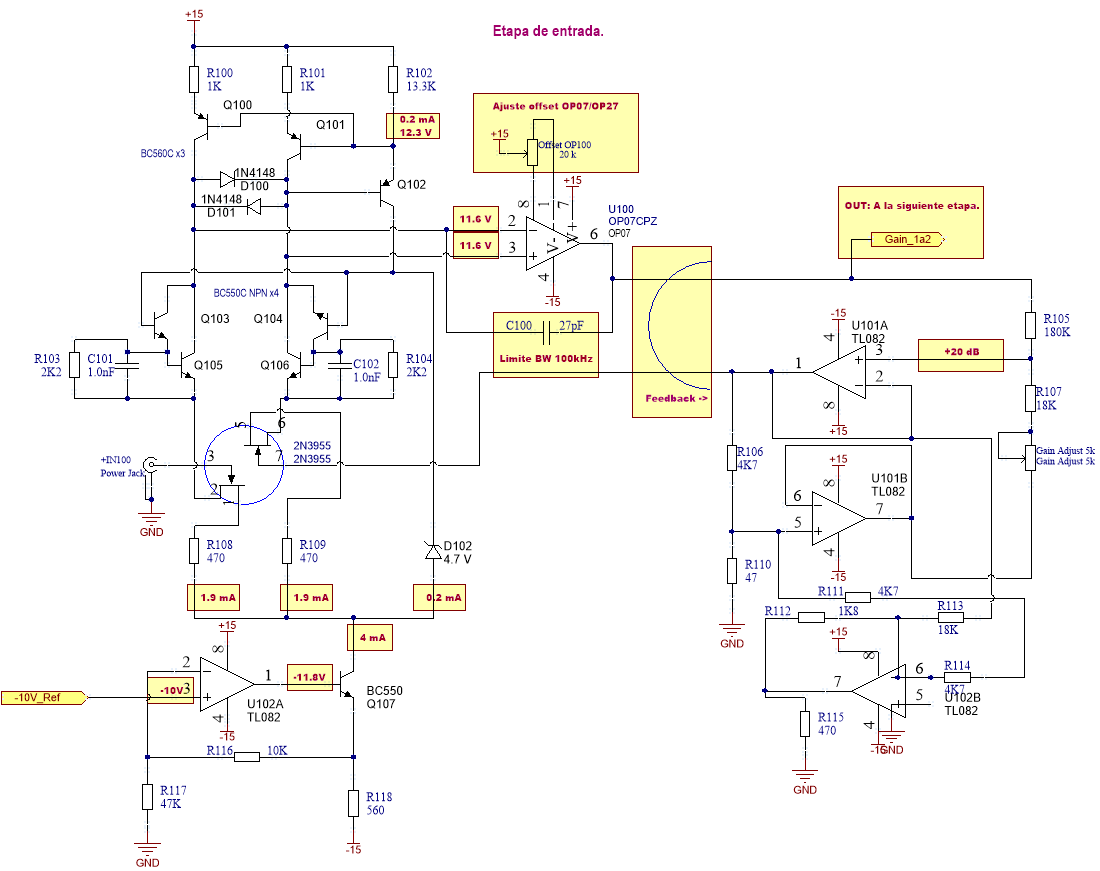 Etapa de entrada.
+15
R100
1K
R101
1K
R102
13.3K
Q100
Q101
0.2 mA
12.3 V
BC560C x3
1N4148
D100
1N4148
D101
Q102
Ajuste offset OP07/OP27
+15
Offset OP100
20 k
+15
8
1
7
U100
OP07CPZ
OP07
11.6 V
2
11.6 V
3
V-
V+
6
4
-15
OUT: A la siguiente etapa.
Gain_1a2
BC550C NPN x4
Q103
Q104
C100
27pF
Limite BW 100kHz
Feedback ->
R103
2K2
C101
1.0nF
Q105
Q106
C102
1.0nF
R104
2K2
-15
U101A
TL082
4
3
2
1
8
+15
+20 dB
R105
180K
R107
18K
Gain Adjust 5k
Gain Adjust 5k
5
6
2N3955
2N3955
7
+IN100
Power Jack
3
2
1
GND
R106
4K7
+15
8
U101B
TL082
6
5
7
4
-15
R108
470
R109
470
D102
4.7 V
R110
47
GND
R111
4K7
1.9 mA
1.9 mA
0.2 mA
R112
1K8
R113
18K
+15
8
2
-10V
3
-10V_Ref
1
U102A
TL082
4
-15
-11.8V
4 mA
BC550
Q107
+15
8
7
6
5
R114
4K7
U102B
TL082
4
-15
GND
R115
470
GND
R116
10K
R117
47K
GND
R118
560
-15